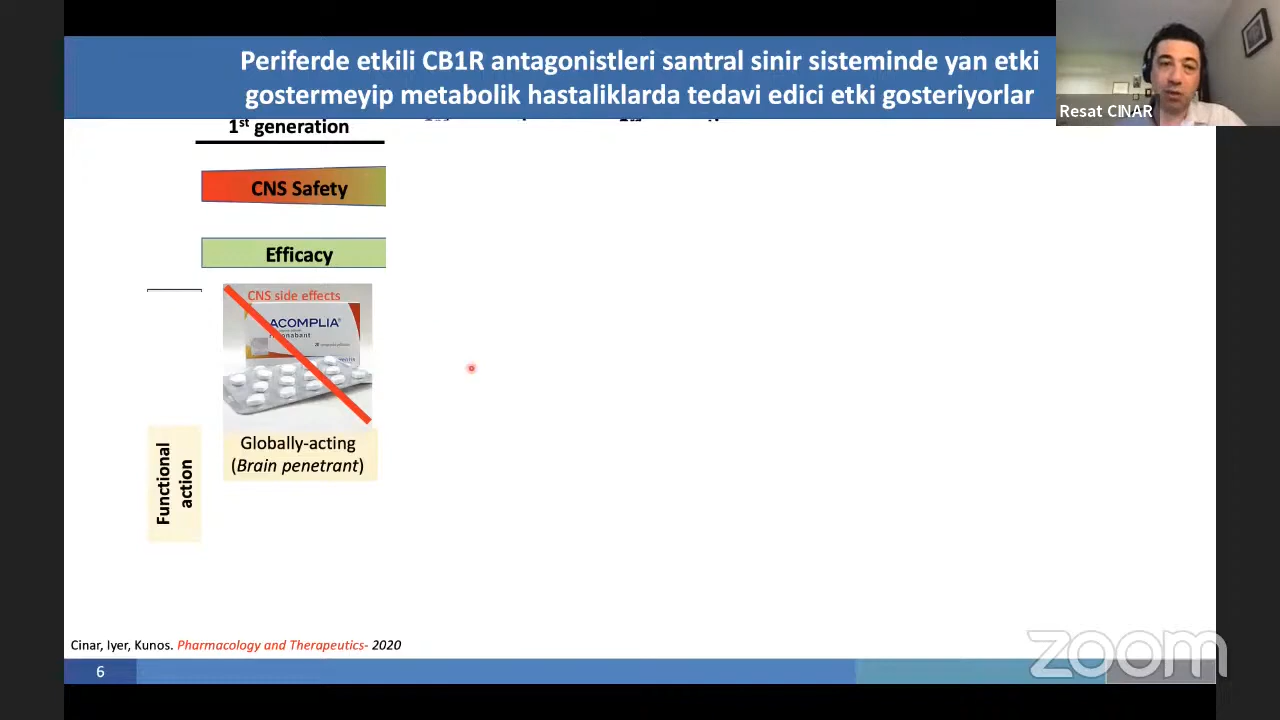 Periferde etkili CB1R antagonistleri santral sinir sisteminde yan etki
gostermeyip metabolik hastaliklarda tedavi edici etki gosteriyorlar
Resat CINAR
1st generation
CNS Safety
Efficacy
CNS side effects
ACOMPLIA
Globally-acting
(Brain penetrant)
Functional
action
Cinar, Iyer, Kunos. Pharmacology and Therapeutics- 2020
zoom
6